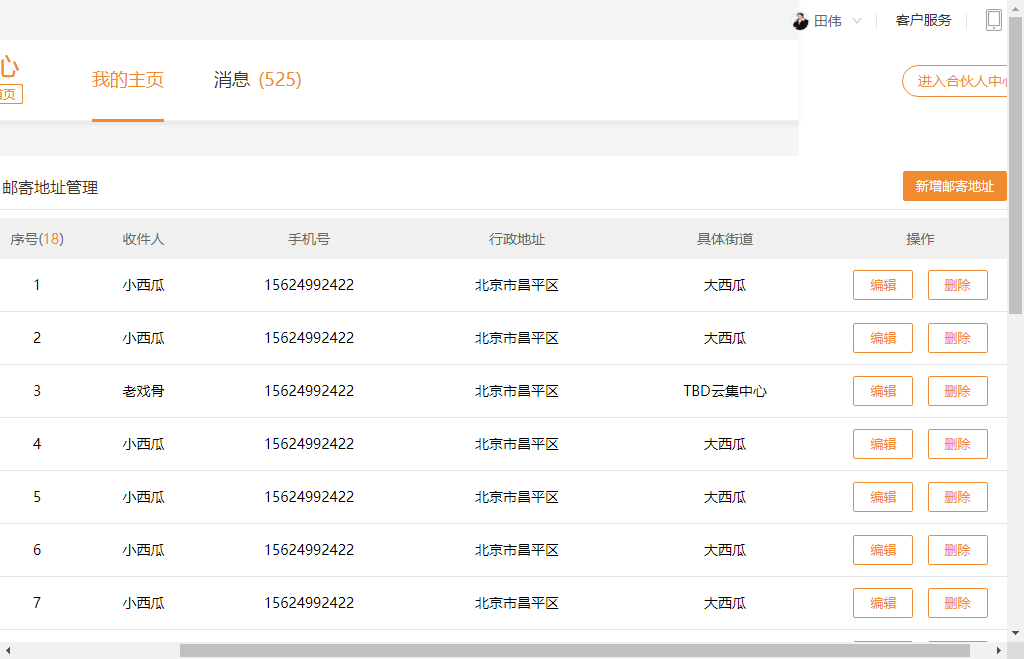 田伟 客户服务
心
首页
我的主页 消息 (525)
进入合伙人中心
邮寄地址管理
新增邮寄地址
序号(18) 收件人 手机号 行政地址 具体街道 操作
1 小西瓜 15624992422 北京市昌平区 大西瓜 编辑 删除
2 小西瓜 15624992422 北京市昌平区 大西瓜 编辑 删除
3 老戏骨 15624992422 北京市昌平区 TBD云集中心 编辑 删除
4 小西瓜 15624992422 北京市昌平区 大西瓜 编辑 删除
5 小西瓜 15624992422 北京市昌平区 大西瓜 编辑 删除
6 小西瓜 15624992422 北京市昌平区 大西瓜 编辑 删除
7 小西瓜 15624992422 北京市昌平区 大西瓜 编辑 删除